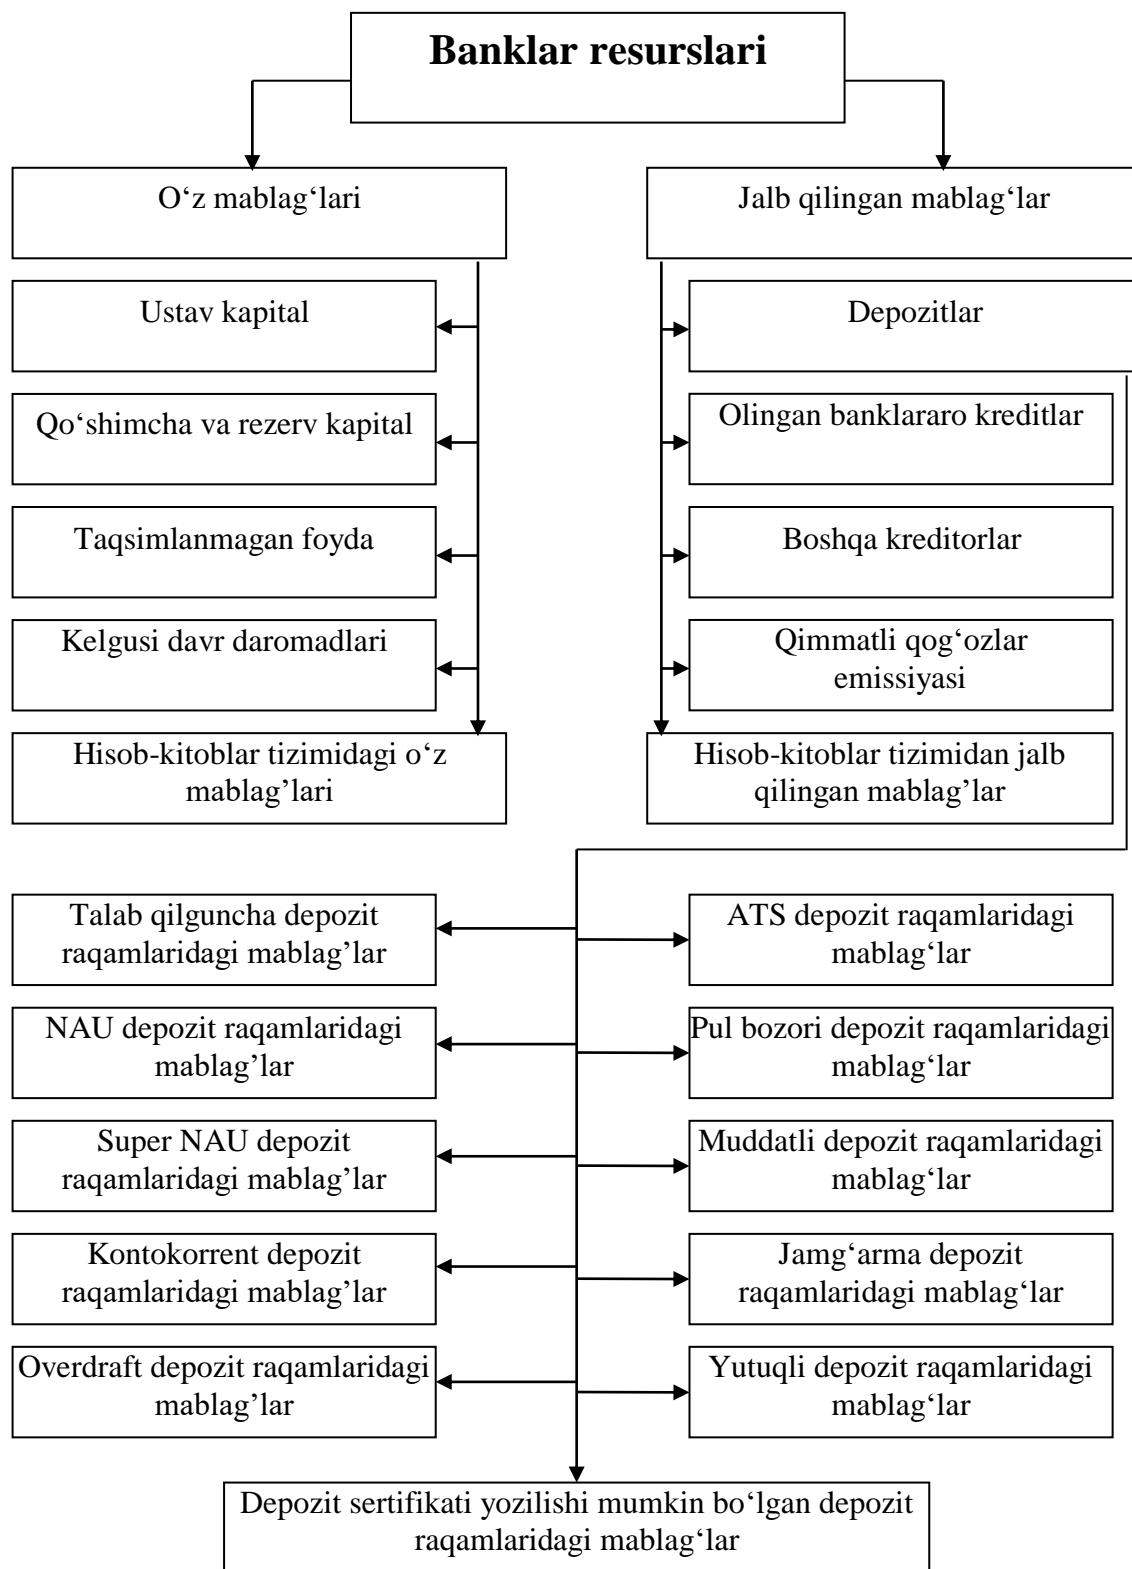 Banklar resurslari
O‘z mablag‘lari
Jalb qilingan mablag‘lar
Ustav kapital
Depozitlar
Qo‘shimcha va rezerv kapital
Olingan banklararo kreditlar
Taqsimlanmagan foyda
Boshqa kreditorlar
Kelgusi davr daromadlari
Qimmatli qog‘ozlar
emissiyasi
Hisob-kitoblar tizimidagi o‘z
mablag’lari
Hisob-kitoblar tizimidan jalb
qilingan mablag’lar
Talab qilguncha depozit
raqamlaridagi mablag’lar
ATS depozit raqamlaridagi
mablag‘lar
NAU depozit raqamlaridagi
mablag’lar
Pul bozori depozit raqamlaridagi
mablag‘lar
Super NAU depozit
raqamlaridagi mablag’lar
Muddatli depozit raqamlaridagi
mablag‘lar
Kontokorrent depozit
raqamlaridagi mablag’lar
Jamg‘arma depozit
raqamlaridagi mablag‘lar
Overdraft depozit raqamlaridagi
mablag’lar
Yutuqli depozit raqamlaridagi
mablag‘lar
Depozit sertifikati yozilishi mumkin bo‘lgan depozit
raqamlaridagi mablag‘lar